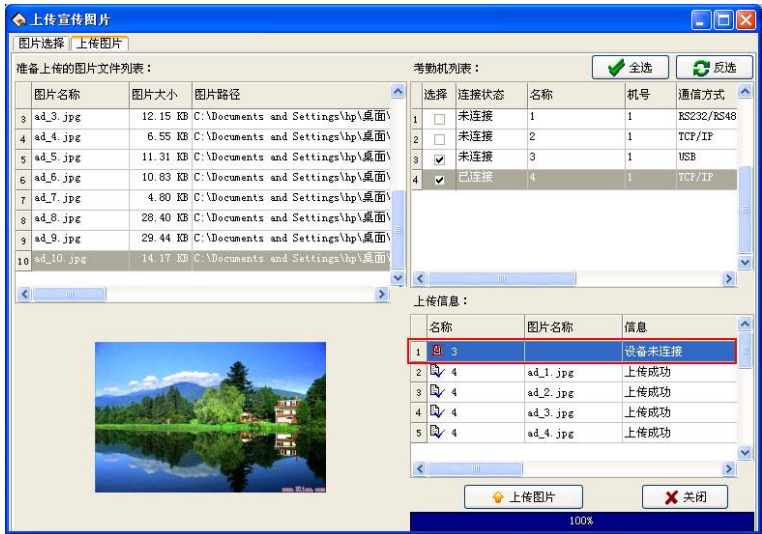 上传宣传图片
图片选择 上传图片
准备上传的图片文件列表：
图片名称 图片大小 图片路径
3 ad_3.jpg 12.15 KB C:\Documents and Settings\hp\桌面\
4 ad_4.jpg 6.55 KB C:\Documents and Settings\hp\桌面\
5 ad_5.jpg 11.31 KB C:\Documents and Settings\hp\桌面\
6 ad_6.jpg 10.83 KB C:\Documents and Settings\hp\桌面\
7 ad_7.jpg 4.80 KB C:\Documents and Settings\hp\桌面\
8 ad_8.jpg 28.40 KB C:\Documents and Settings\hp\桌面\
9 ad_9.jpg 29.44 KB C:\Documents and Settings\hp\桌面\
10 ad_10.jpg 14.17 KB C:\Documents and Settings\hp\桌面\
考勤机列表： 全选 反选
选择 连接状态 名称 机号 通信方式
1 未连接 1 1 RS232/RS48
2 未连接 2 1 TCP/IP
3 未连接 3 1 USB
4 已连接 4 1 TCP/IP
上传信息：
名称 图片名称 信息
1 3 设备未连接
2 4 ad_1.jpg 上传成功
3 4 ad_2.jpg 上传成功
4 4 ad_3.jpg 上传成功
5 4 ad_4.jpg 上传成功
上传图片 关闭
100%